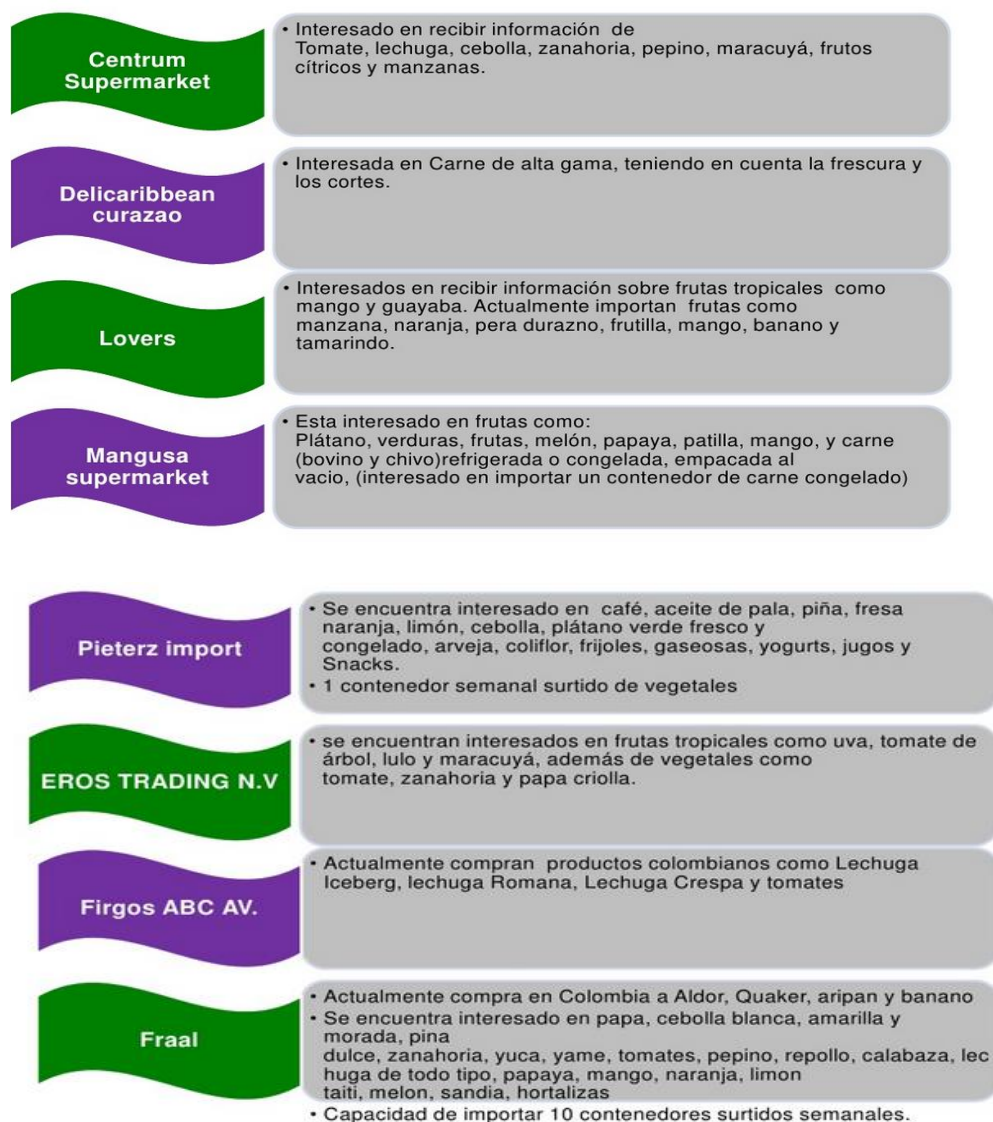 Centrum
Supermarket
• Interesado en recibir información de
Tomate, lechuga, cebolla, zanahoria, pepino, maracuyá, frutos
cítricos y manzanas.
Delicaribbean
curazao
• Interesada en Carne de alta gama, teniendo en cuenta la frescura y
los cortes.
Lovers
• Interesados en recibir información sobre frutas tropicales como
mango y guayaba. Actualmente importan frutas como
manzana, naranja, pera durazno, frutilla, mango, banano y
tamarindo.
Mangusa
supermarket
• Esta interesado en frutas como:
Plátano, verduras, frutas, melón, papaya, patilla, mango, y carne
(bovino y chivo)refrigerada o congelada, empacada al
vacio, (interesado en importar un contenedor de carne congelado)
Pieterz import
• Se encuentra interesado en café, aceite de pala, piña, fresa
naranja, limón, cebolla, plátano verde fresco y
congelado, arveja, coliflor, frijoles, gaseosas, yogurts, jugos y
Snacks.
• 1 contenedor semanal surtido de vegetales
EROS TRADING N.V
• se encuentran interesados en frutas tropicales como uva, tomate de
árbol, lulo y maracuyá, además de vegetales como
tomate, zanahoria y papa criolla.
Firgos ABC AV.
• Actualmente compran productos colombianos como Lechuga
Iceberg, lechuga Romana, Lechuga Crespa y tomates
Fraal
• Actualmente compra en Colombia a Aldor, Quaker, aripan y banano
• Se encuentra interesado en papa, cebolla blanca, amarilla y
morada, pina
dulce, zanahoria, yuca, yame, tomates, pepino, repollo, calabaza, lec
huga de todo tipo, papaya, mango, naranja, limon
taiti, melon, sandia, hortalizas
• Capacidad de importar 10 contenedores surtidos semanales.